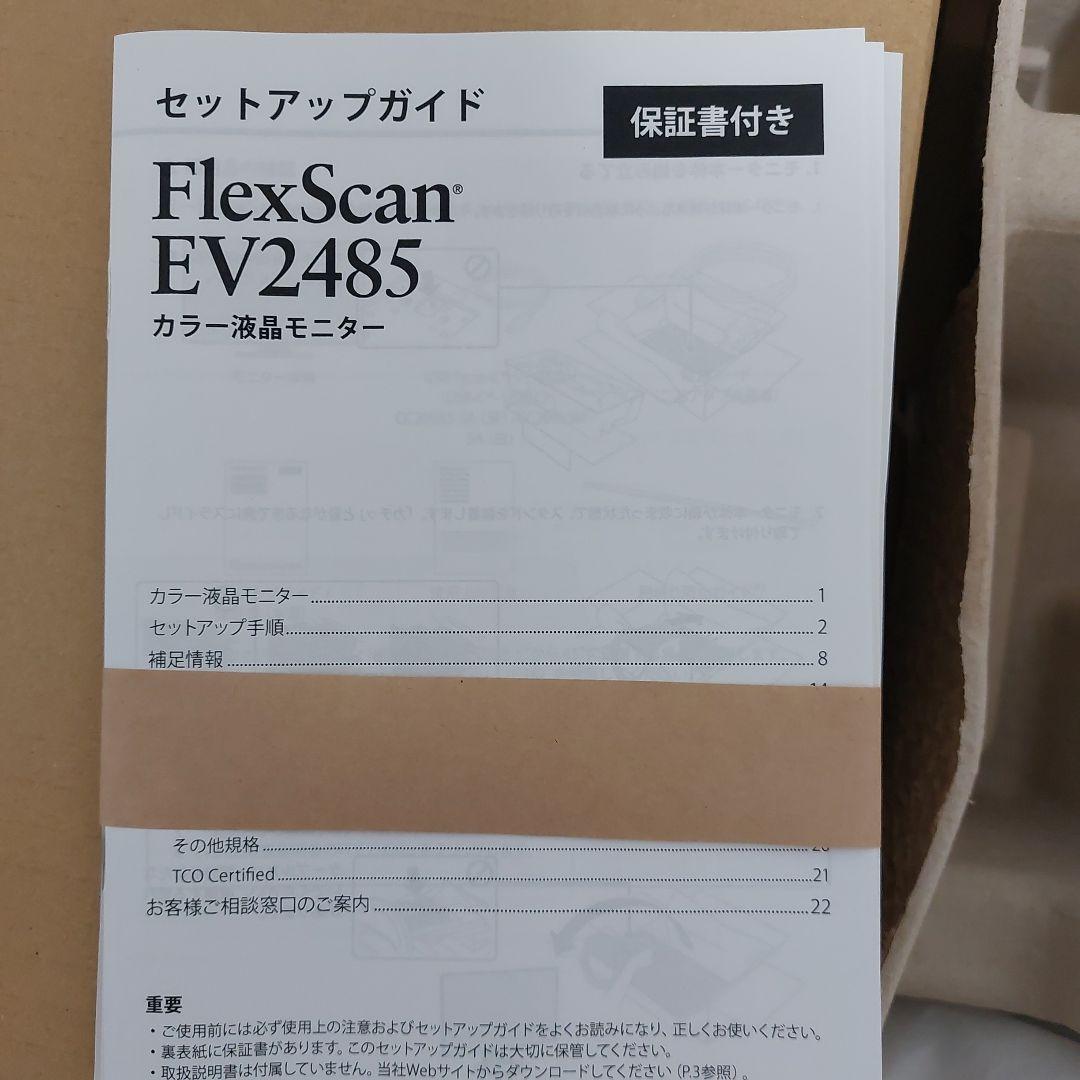 セットアップガイド
保証書付き
FlexScan®
EV2485
カラー液晶モニター
カラー液晶モニター 1
セットアップ手順 2
補足情報 8
その他規格 20
TCO Certified 21
お客様ご相談窓口のご案内 22
重要
・ご使用前には必ず使用上の注意およびセットアップガイドをよくお読みになり、正しくお使いください。
・裏表紙に保証書があります。このセットアップガイドは大切に保管してください。
・取扱説明書は付属していません。当社Webサイトからダウンロードしてください（P.3参照）。